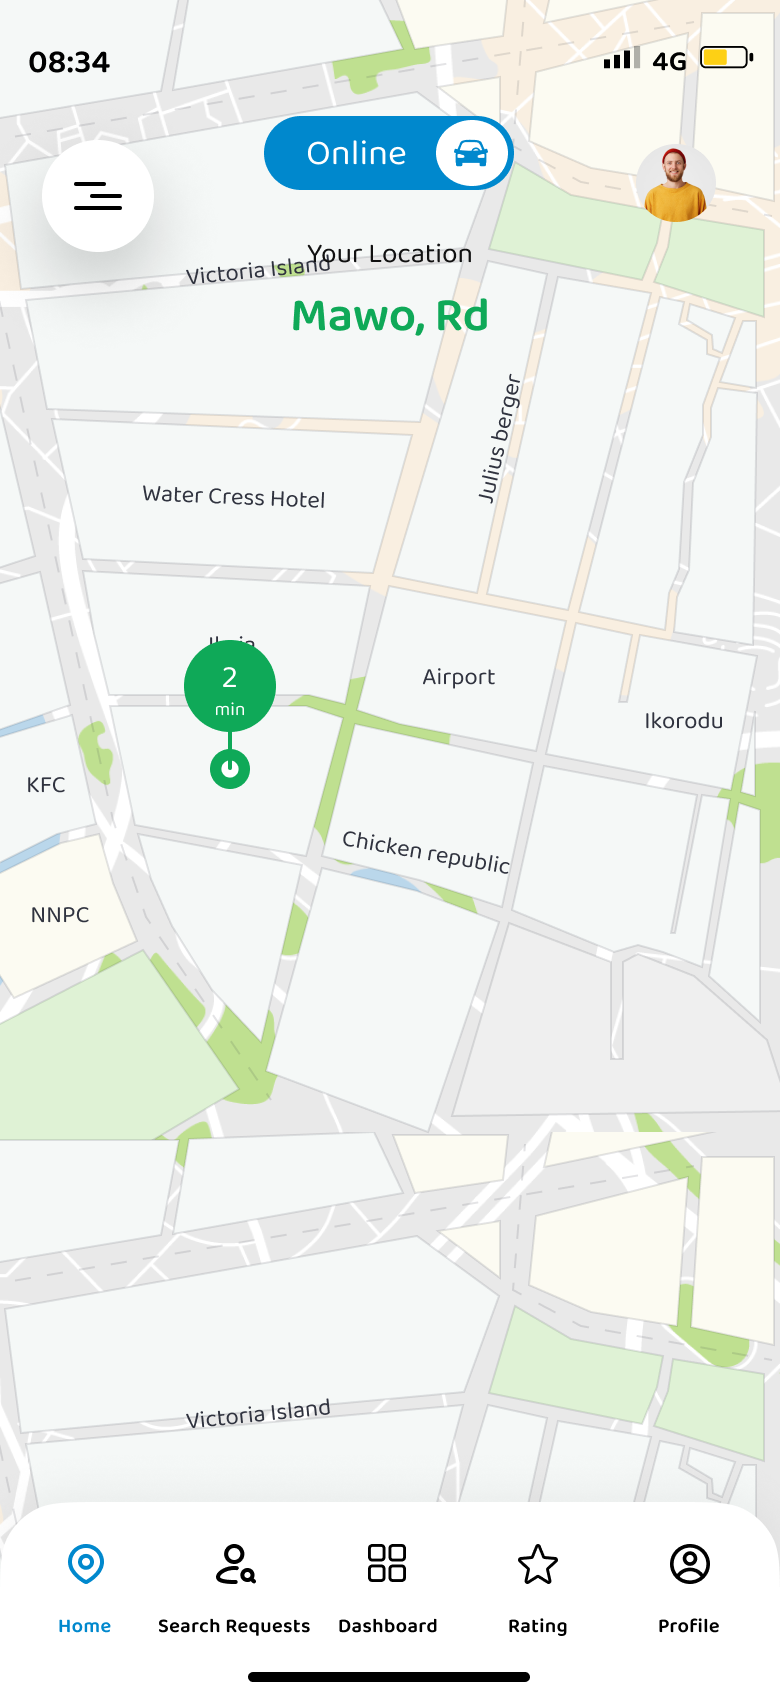 08:34
4G
Online
Your Location
Victoria Island
Mawo, Rd
Julius berger
Water Cress Hotel
2
min
Airport
Ikorodu
KFC
Chicken republic
NNPC
Victoria Island
Home
Search Requests
Dashboard
Rating
Profile